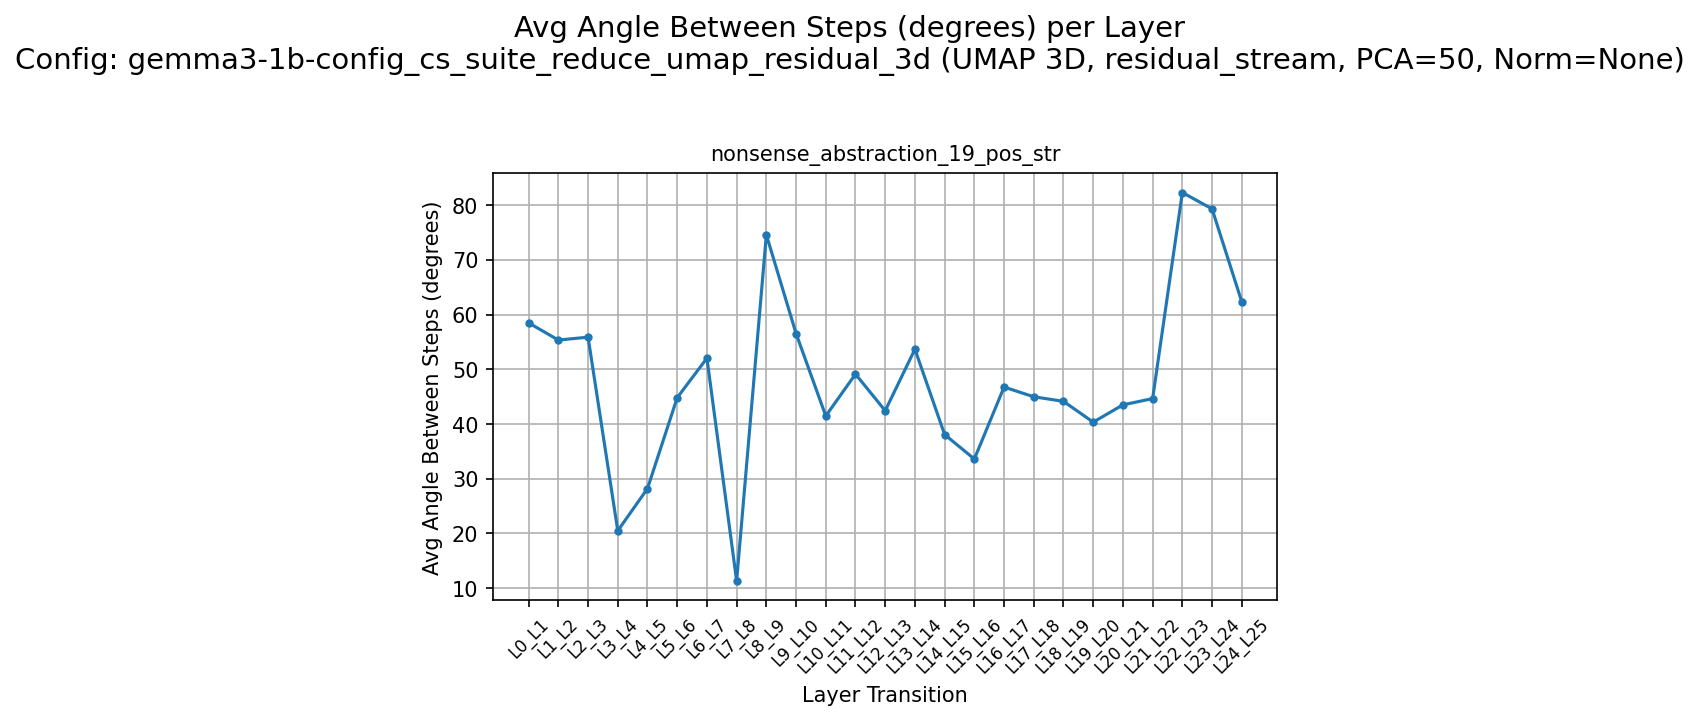 Avg Angle Between Steps (degrees) per Layer
Config: gemma3-1b-config_cs_suite_reduce_umap_residual_3d (UMAP 3D, residual_stream, PCA=50, Norm=None)
nonsense_abstraction_19_pos_str
Avg Angle Between Steps (degrees)
80
70
60
50
40
30
20
10
L0_L1
L1_L2
L2_L3
L3_L4
L4_L5
L5_L6
L6_L7
L7_L8
L8_L9
L9_L10
L10_L11
L11_L12
L12_L13
L13_L14
L14_L15
L15_L16
L16_L17
L17_L18
L18_L19
L19_L20
L20_L21
L21_L22
L22_L23
L23_L24
L24_L25
Layer Transition